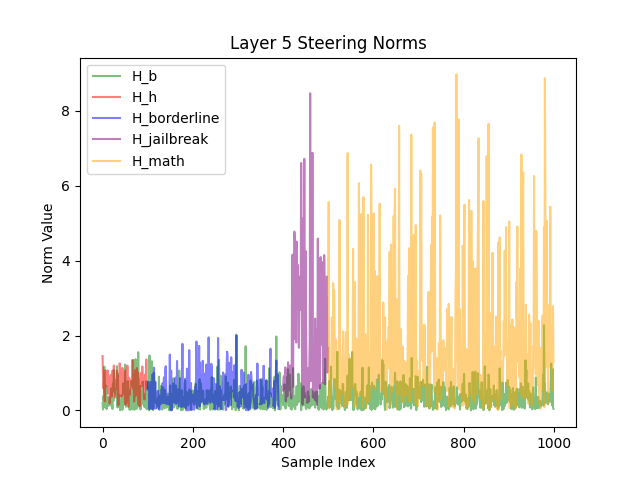 Layer 5 Steering Norms
H_b
H_h
H_borderline
H_jailbreak
H_math
Norm Value
8
6
4
2
0
0 200 400 600 800 1000
Sample Index